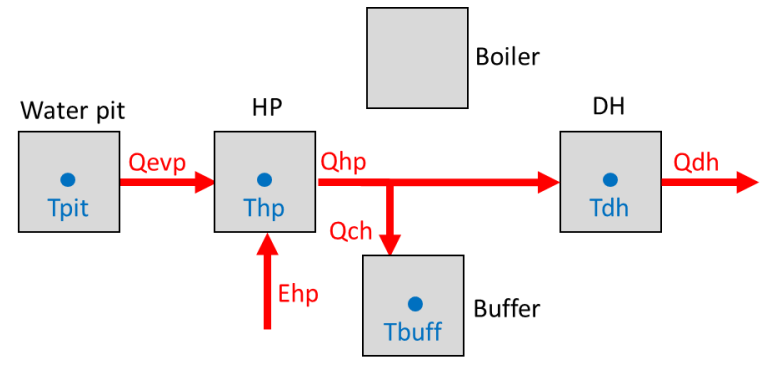 Boiler
Water pit
HP
DH
Qevp
Qhp
Qdh
Tpit
Thp
Tdh
Qch
Ehp
Buffer
Tbuff